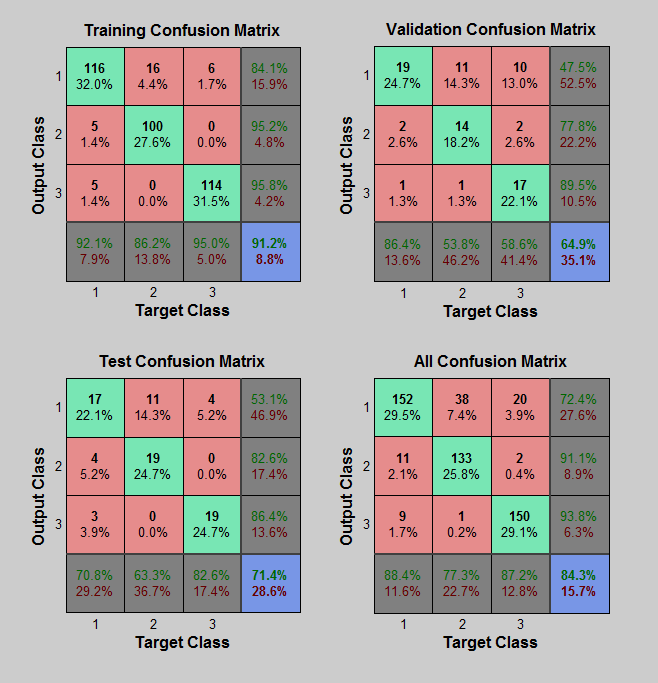 Training Confusion Matrix
Output Class
1
116 16 6 84.1%
32.0% 4.4% 1.7% 15.9%
2
5 100 0 95.2%
1.4% 27.6% 0.0% 4.8%
3
5 0 114 95.8%
1.4% 0.0% 31.5% 4.2%
92.1% 86.2% 95.0% 91.2%
7.9% 13.8% 5.0% 8.8%
1 2 3
Target Class
Validation Confusion Matrix
Output Class
1
19 11 10 47.5%
24.7% 14.3% 13.0% 52.5%
2
2 14 2 77.8%
2.6% 18.2% 2.6% 22.2%
3
1 1 17 89.5%
1.3% 1.3% 22.1% 10.5%
86.4% 53.8% 58.6% 64.9%
13.6% 46.2% 41.4% 35.1%
1 2 3
Target Class
Test Confusion Matrix
Output Class
1
17 11 4 53.1%
22.1% 14.3% 5.2% 46.9%
2
4 19 0 82.6%
5.2% 24.7% 0.0% 17.4%
3
3 0 19 86.4%
3.9% 0.0% 24.7% 13.6%
70.8% 63.3% 82.6% 71.4%
29.2% 36.7% 17.4% 28.6%
1 2 3
Target Class
All Confusion Matrix
Output Class
1
152 38 20 72.4%
29.5% 7.4% 3.9% 27.6%
2
11 133 2 91.1%
2.1% 25.8% 0.4% 8.9%
3
9 1 150 93.8%
1.7% 0.2% 29.1% 6.3%
88.4% 77.3% 87.2% 84.3%
11.6% 22.7% 12.8% 15.7%
1 2 3
Target Class